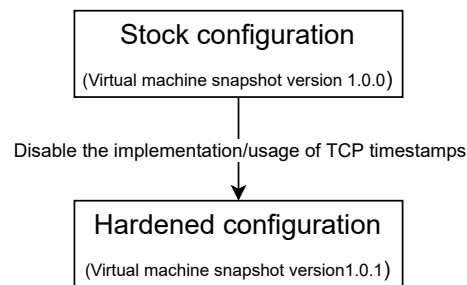 Stock configuration
(Virtual machine snapshot version 1.0.0)
Disable the implementation/usage of TCP timestamps
Hardened configuration
(Virtual machine snapshot version1.0.1)